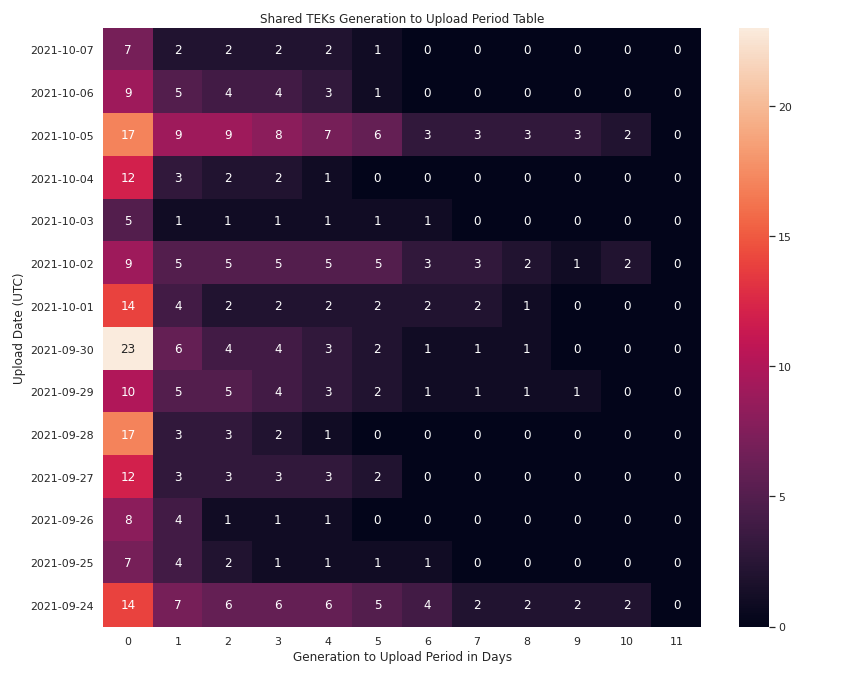 Shared TEKs Generation to Upload Period Table
Upload Date (UTC)
2021-10-07 7 2 2 2 2 1 0 0 0 0 0 0
2021-10-06 9 5 4 4 3 1 0 0 0 0 0 0
2021-10-05 17 9 9 8 7 6 3 3 3 3 2 0
2021-10-04 12 3 2 2 1 0 0 0 0 0 0 0
2021-10-03 5 1 1 1 1 1 1 0 0 0 0 0
2021-10-02 9 5 5 5 5 5 3 3 2 1 2 0
2021-10-01 14 4 2 2 2 2 2 2 1 0 0 0
2021-09-30 23 6 4 4 3 2 1 1 1 0 0 0
2021-09-29 10 5 5 4 3 2 1 1 1 1 0 0
2021-09-28 17 3 3 2 1 0 0 0 0 0 0 0
2021-09-27 12 3 3 3 3 2 0 0 0 0 0 0
2021-09-26 8 4 1 1 1 0 0 0 0 0 0 0
2021-09-25 7 4 2 1 1 1 1 0 0 0 0 0
2021-09-24 14 7 6 6 6 5 4 2 2 2 2 0
0 1 2 3 4 5 6 7 8 9 10 11
Generation to Upload Period in Days
20
15
10
5
0